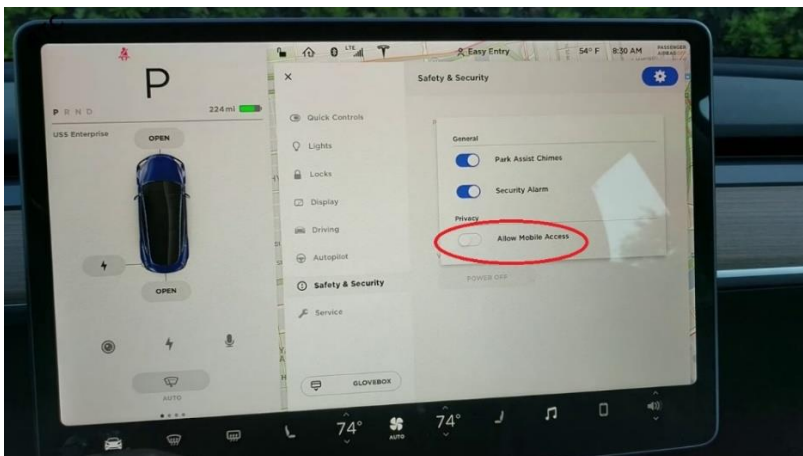 LTE
Easy Entry
54° F
8:30 AM
PASSENGER
AIRBAG
P
P R N D
224 mi
USS Enterprise
OPEN
OPEN
AUTO
Safety & Security
Quick Controls
Lights
Locks
Display
Driving
Autopilot
Safety & Security
Service
GLOVEBOX
General
Park Assist Chimes
Security Alarm
Privacy
Allow Mobile Access
POWER OFF
74°
AUTO
74°